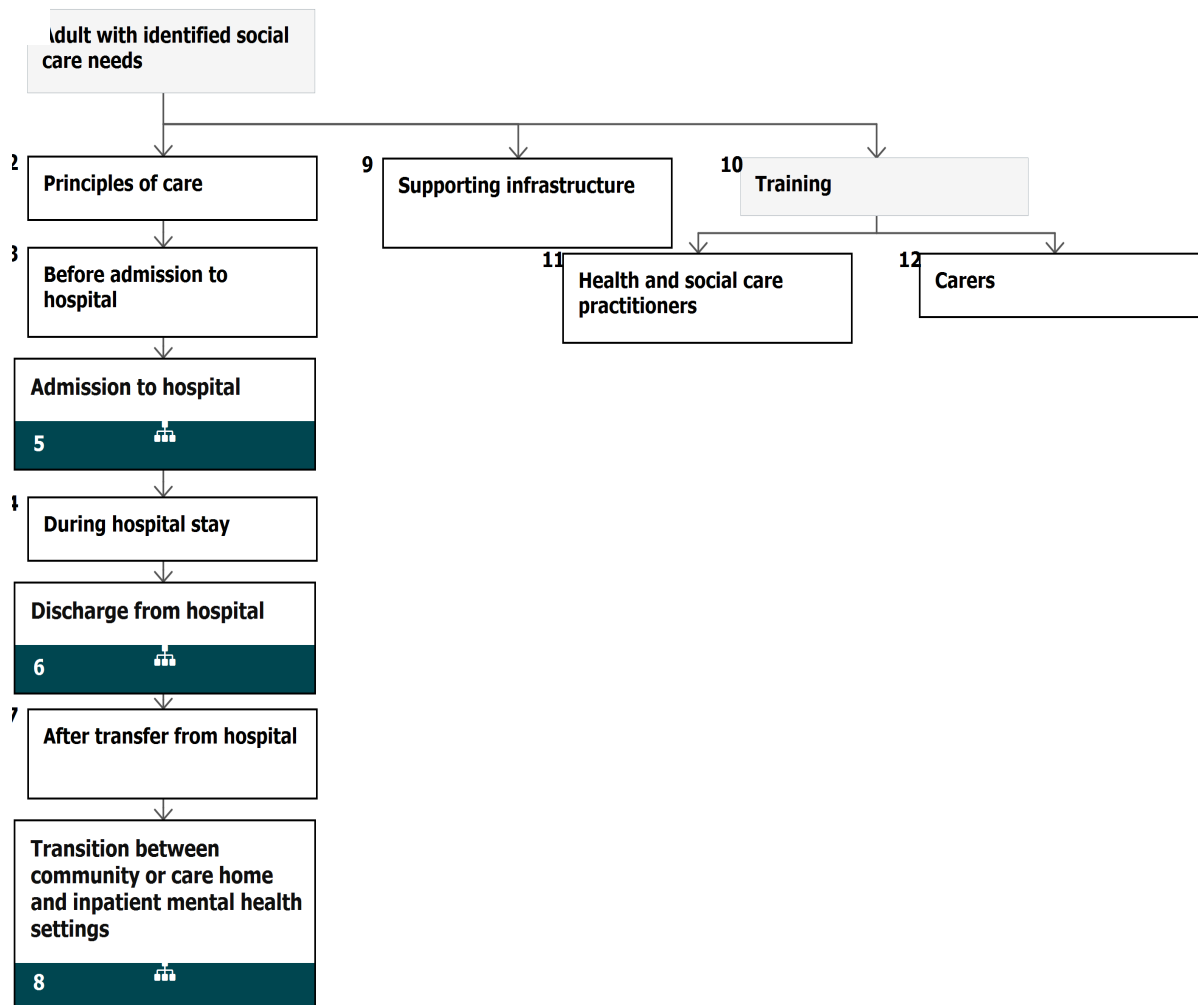 Adult with identified social
care needs
2
Principles of care
9
Supporting infrastructure
10
Training
3
Before admission to
hospital
11
Health and social care
practitioners
12
Carers
Admission to hospital
5
4
During hospital stay
Discharge from hospital
6
7
After transfer from hospital
Transition between
community or care home
and inpatient mental health
settings
8